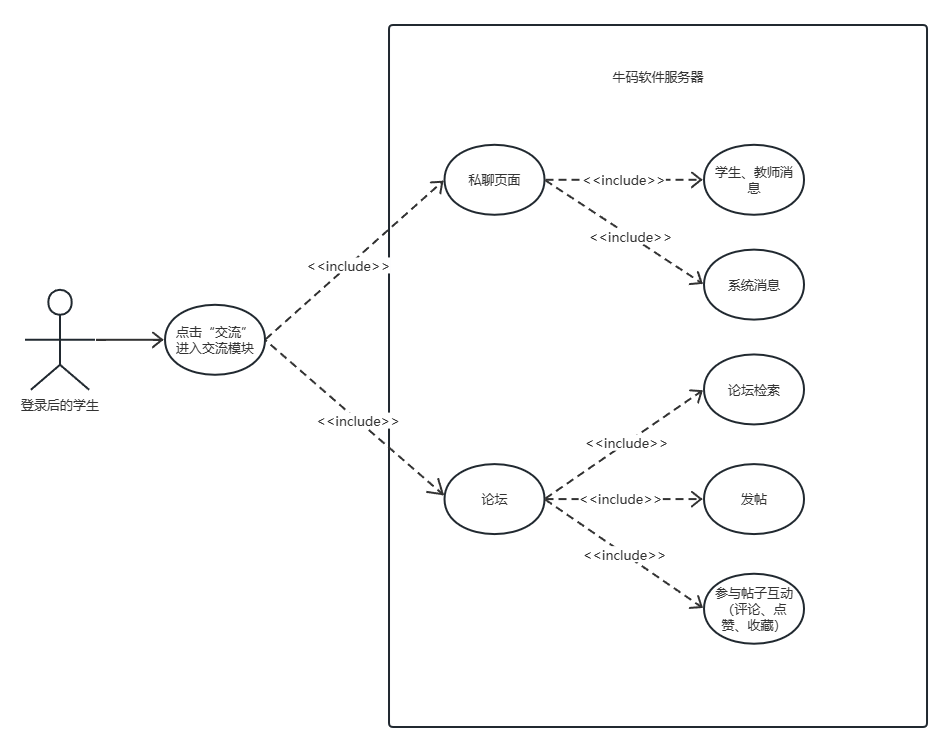 牛码软件服务器
私聊页面
<<include>>
学生、教师消
息
<<include>>
系统消息
<<include>>
点击“交流”
进入交流模块
登录后的学生
<<include>>
论坛
<<include>>
论坛检索
<<include>>
发帖
<<include>>
参与帖子互动
（评论、点
赞、收藏）